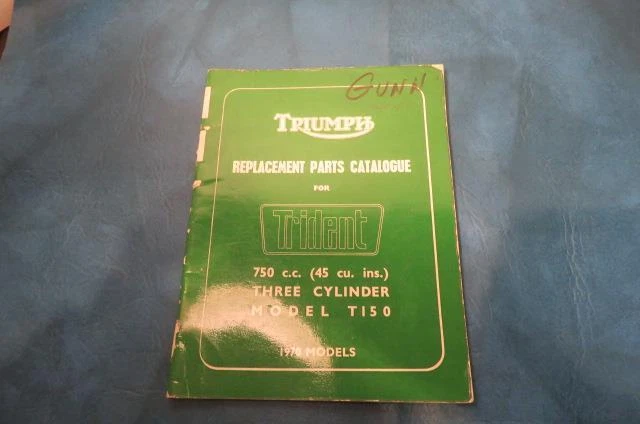 GUNN
TRIUMPH
REPLACEMENT PARTS CATALOGUE
FOR
Trident
750 c.c. (45 cu. ins.)
THREE CYLINDER
MODEL T150
1970 MODELS